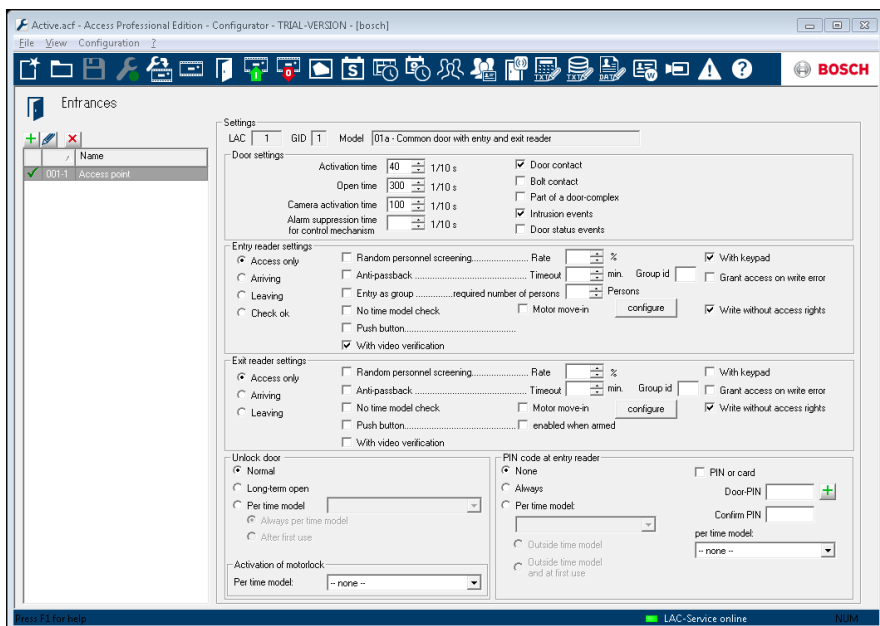 Active.acf - Access Professional Edition - Configurator - TRIAL-VERSION - [bosch]
File View Configuration ?
BOSCH
Entrances
Name
001-1 Access point
Settings
LAC 1 GID 1 Model 01a - Common door with entry and exit reader
Door settings
Activation time 40 1/10 s Door contact
Open time 300 1/10 s Bolt contact
Camera activation time 100 1/10 s Part of a door-complex
Alarm suppression time
for control mechanism 1/10 s Intrusion events
Door status events
Entry reader settings
Access only Random personnel screening.................... Rate % With keypad
Arriving Anti-passback ........................................ Timeout min. Group id Grant access on write error
Leaving Entry as group ..............required number of persons Persons
Check ok No time model check Motor move-in configure Write without access rights
Push button........................................
With video verification
Exit reader settings
Access only Random personnel screening.................... Rate % With keypad
Arriving Anti-passback ........................................ Timeout min. Group id Grant access on write error
Leaving No time model check Motor move-in configure Write without access rights
Push button........................................ enabled when armed
With video verification
Unlock door
Normal
Long-term open
Per time model
Always per time model
After first use
Activation of motorlock
Per time model: -- none --
PIN code at entry reader
None PIN or card
Always Door-PIN
Per time model: Confirm PIN
per time model:
Outside time model -- none --
Outside time model
and at first use
Press F1 for help LAC-Service online NUM